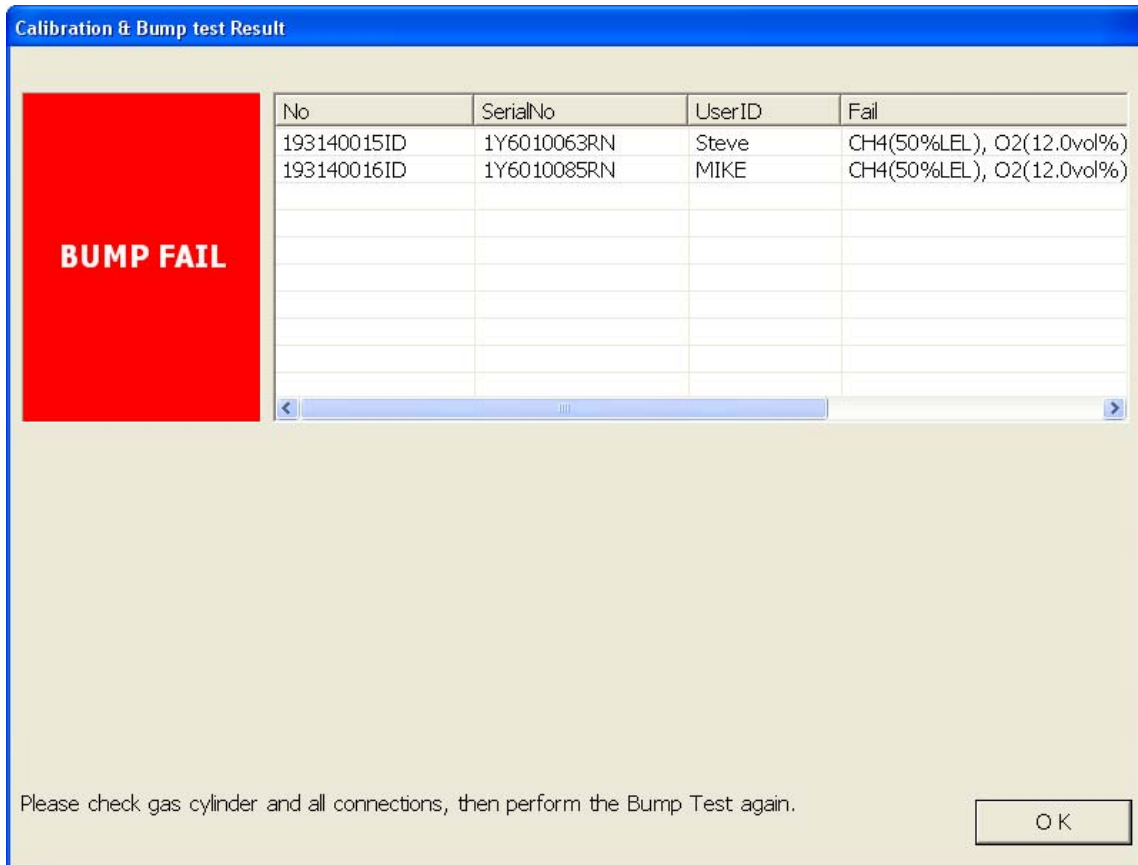 Calibration & Bump test Result
No SerialNo UserID Fail
193140015ID 1Y6010063RN Steve CH4(50%LEL), O2(12.0vol%)
193140016ID 1Y6010085RN MIKE CH4(50%LEL), O2(12.0vol%)
BUMP FAIL
Please check gas cylinder and all connections, then perform the Bump Test again.
O K